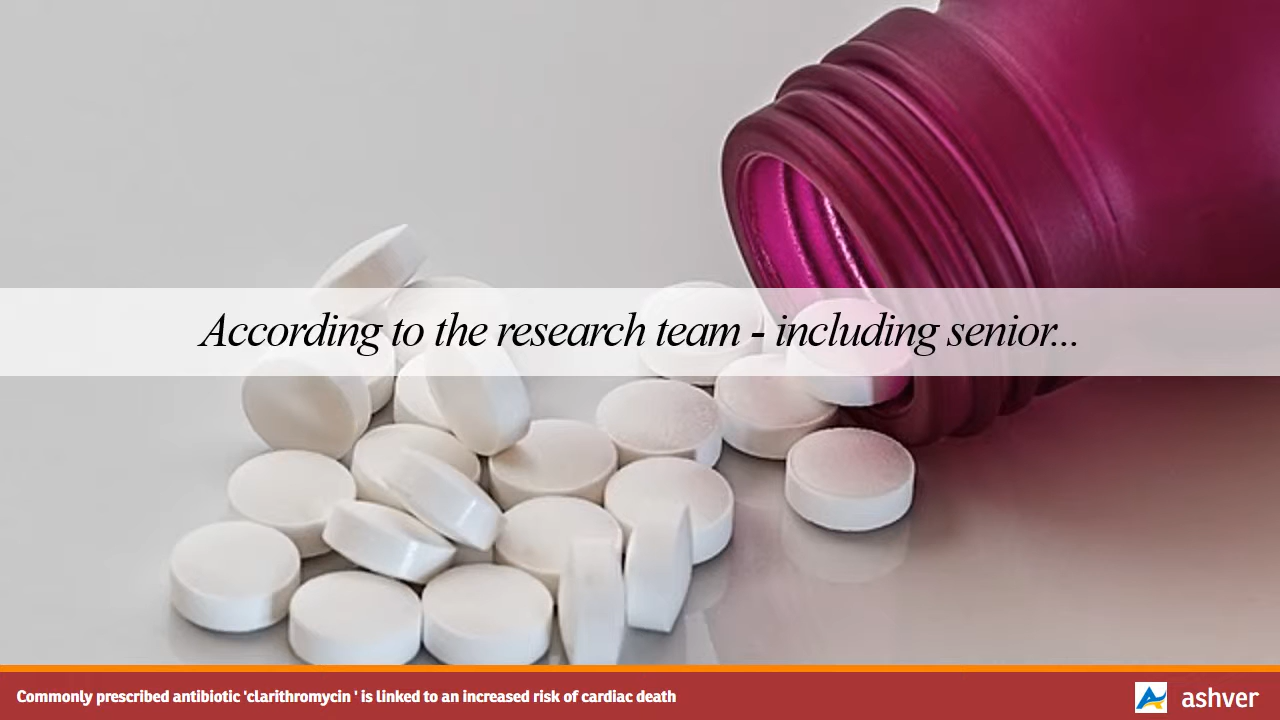 According to the research team - including senior...
Commonly prescribed antibiotic 'clarithromycin ' is linked to an increased risk of cardiac death
ashver